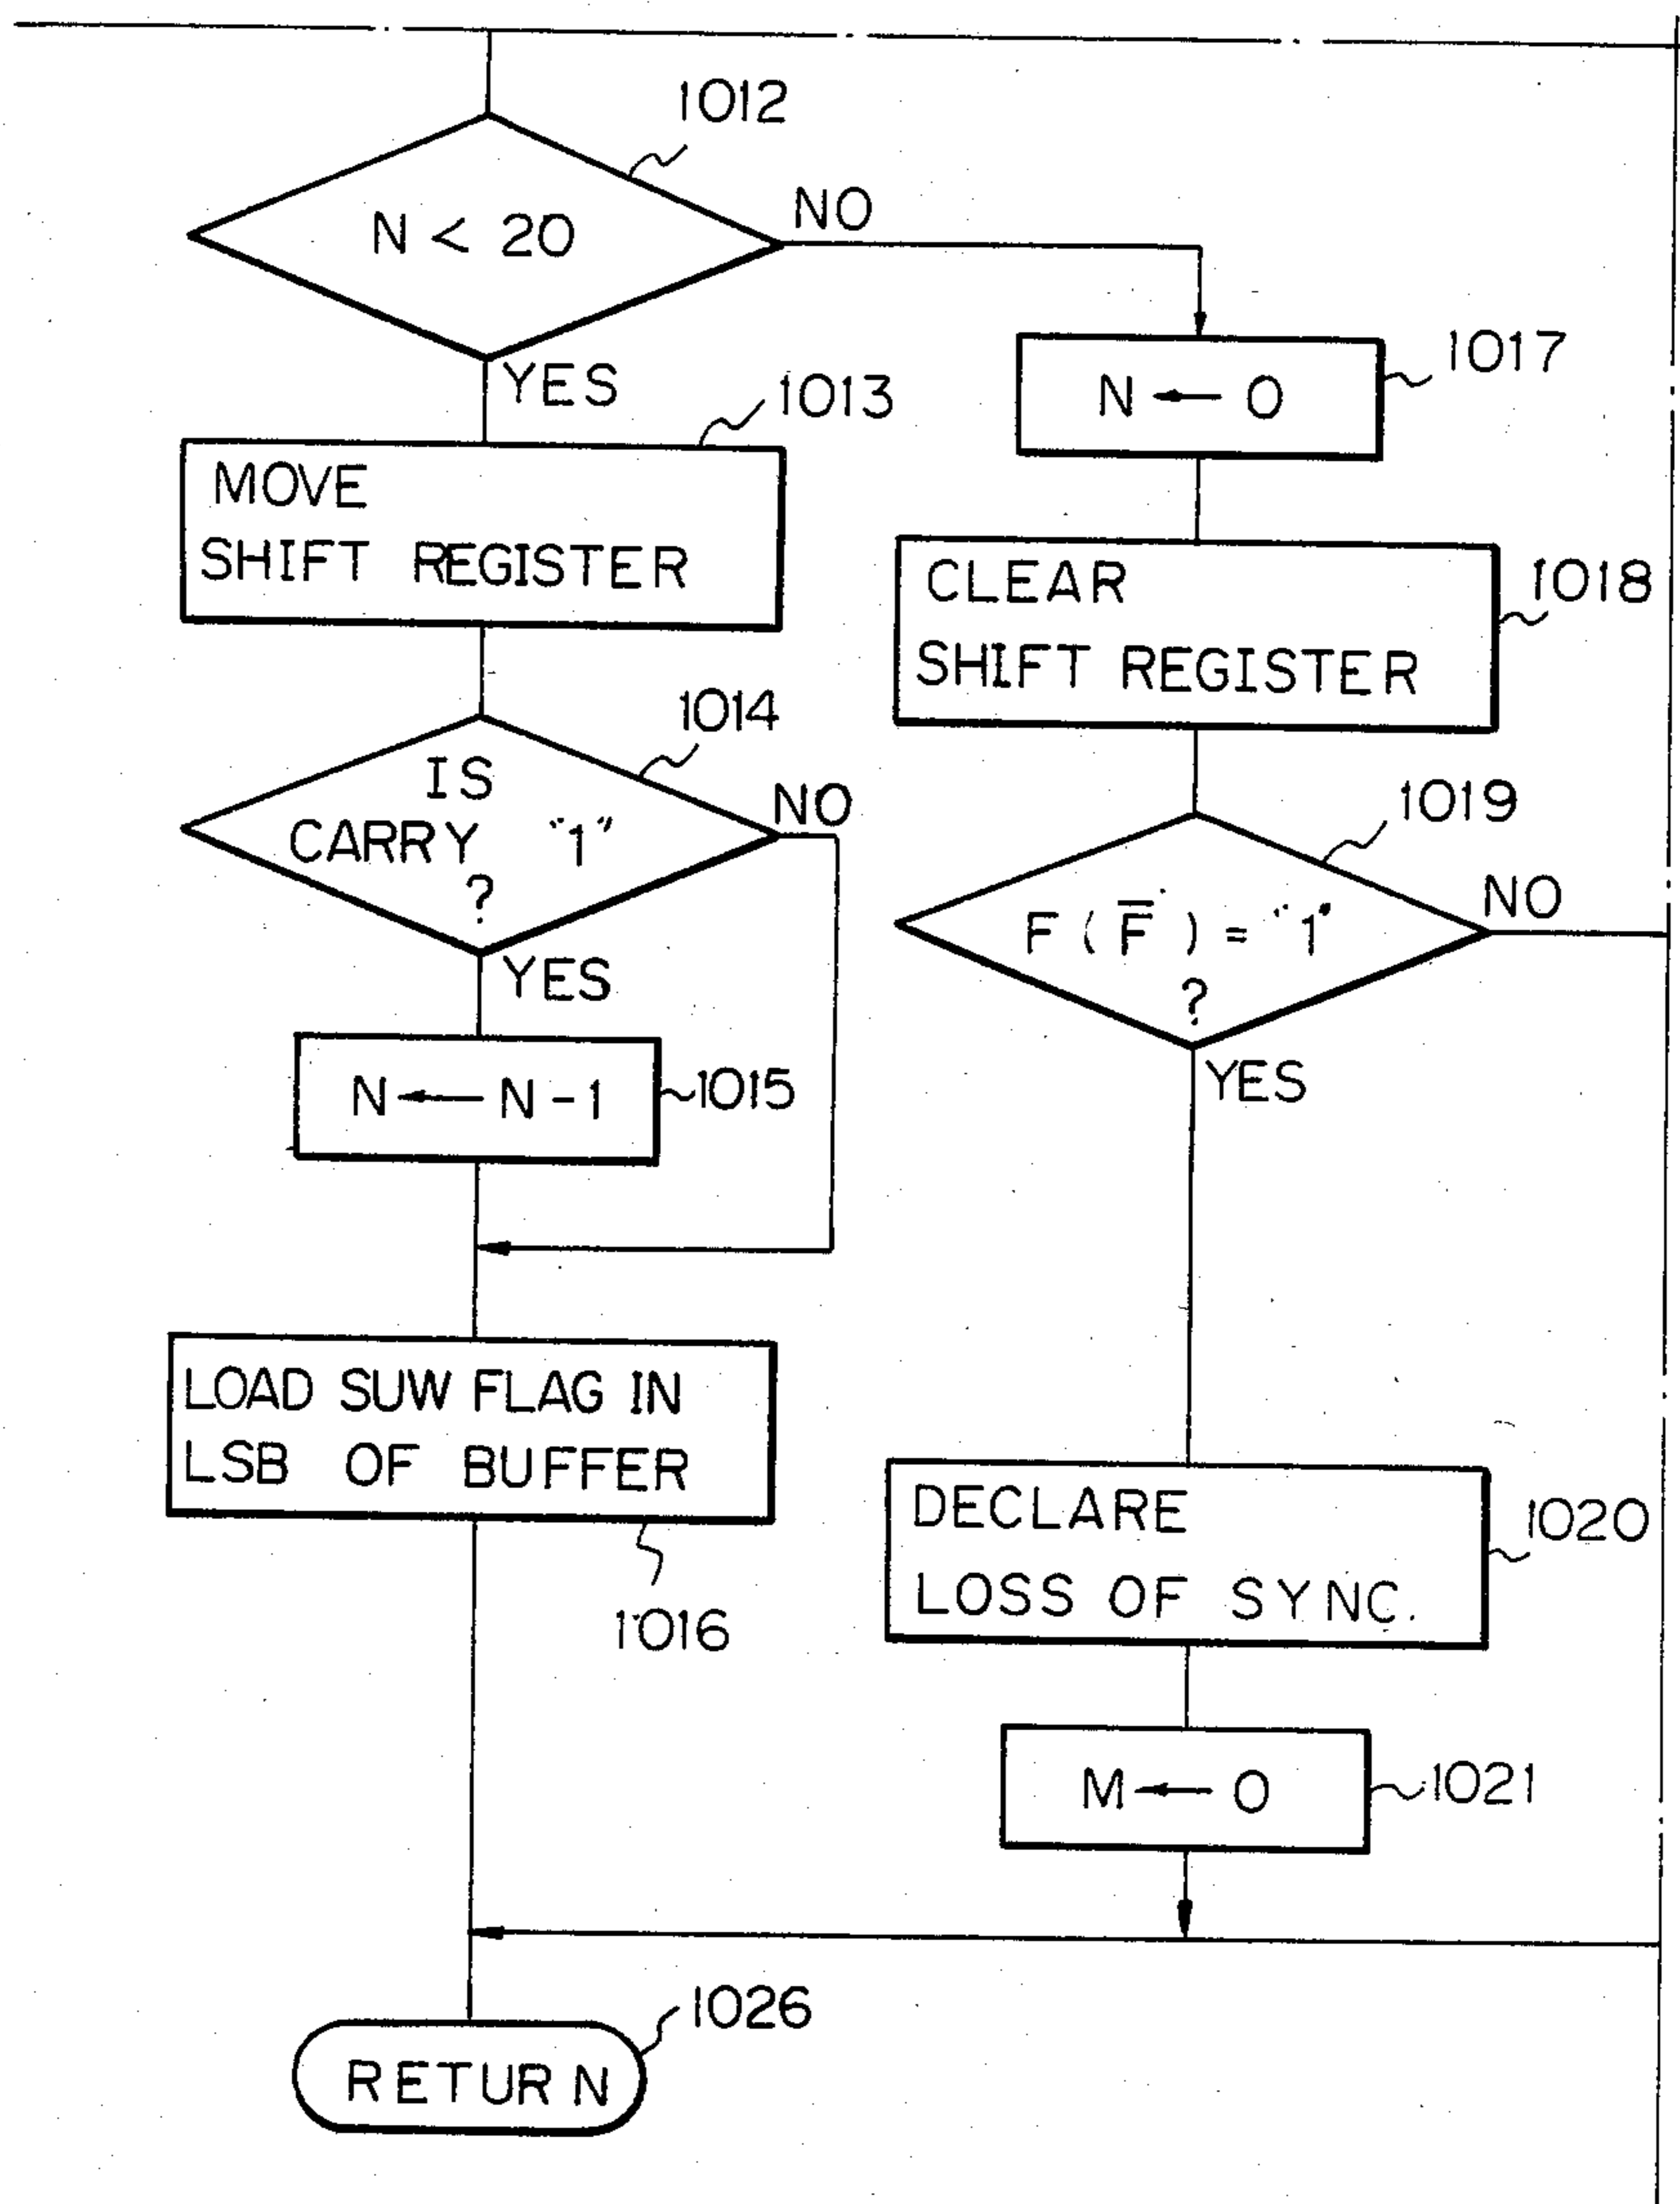 1012
N < 20
NO
YES
1013
MOVE
SHIFT REGISTER
1014
IS
CARRY "1"
?
NO
YES
N ← N - 1
1015
LOAD SUW FLAG IN
LSB OF BUFFER
1016
1017
N ← 0
CLEAR
SHIFT REGISTER
1018
1019
F ( F̅ ) = "1"
?
NO
YES
DECLARE
LOSS OF SYNC.
1020
M ← 0
1021
1026
RETURN